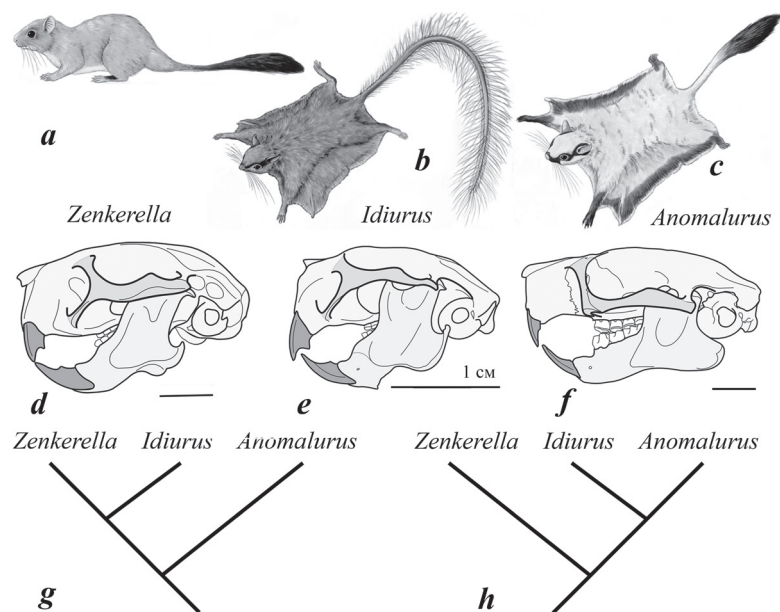 a
b
c
Zenkerella
Idiurus
Anomalurus
1 см
d
e
f
Zenkerella Idiurus Anomalurus
Zenkerella Idiurus Anomalurus
g
h